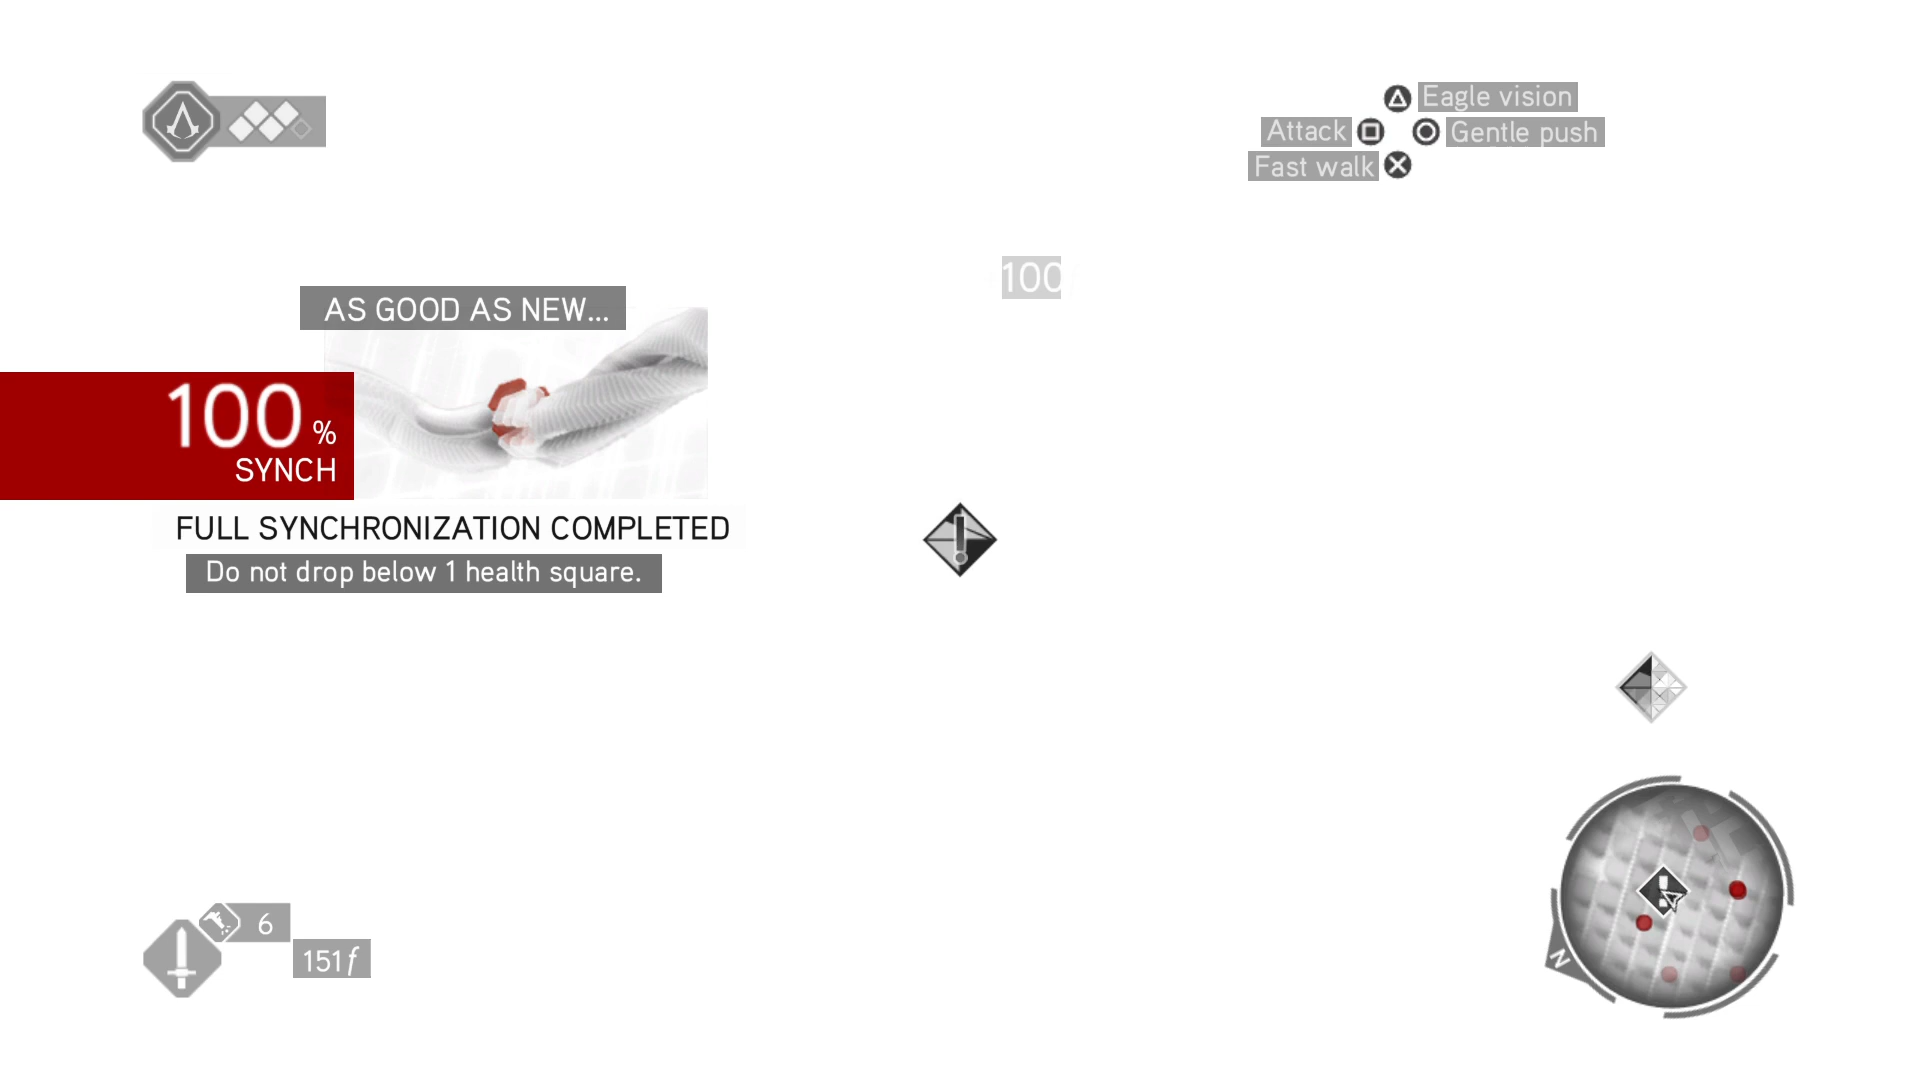 Eagle vision
Attack
Gentle push
Fast walk
100
AS GOOD AS NEW...
100 %
SYNCH
FULL SYNCHRONIZATION COMPLETED
Do not drop below 1 health square.
6
151 ƒ
N